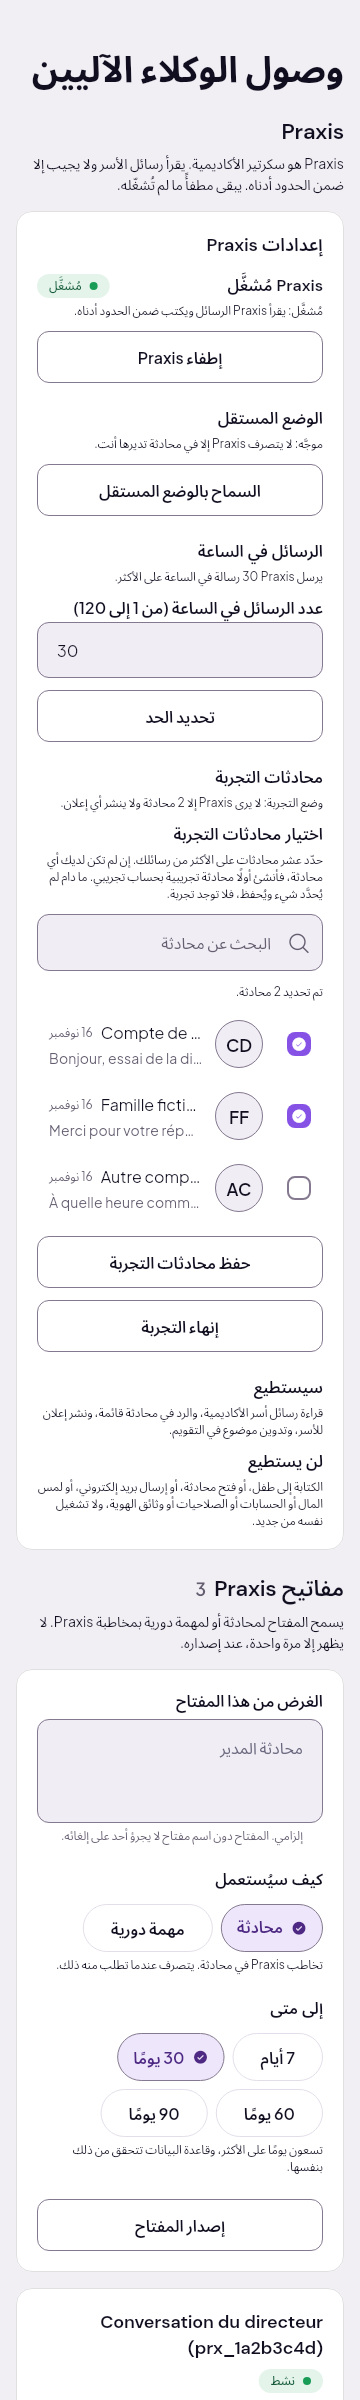 وصول الوكلاء الآليين
Praxis
Praxis هو سكرتير الأكاديمية. يقرأ رسائل الأسر ولا يجيب إلا
ضمن الحدود أدناه. يبقى مطفأً ما لم تُشغّله.
إعدادات Praxis
Praxis مُشغَّل
مُشغَّل
مُشغَّل: يقرأ Praxis الرسائل ويكتب ضمن الحدود أدناه.
إطفاء Praxis
الوضع المستقل
موجَّه: لا يتصرف Praxis إلا في محادثة تديرها أنت.
السماح بالوضع المستقل
الرسائل في الساعة
يرسل Praxis 30 رسالة في الساعة على الأكثر.
عدد الرسائل في الساعة (من 1 إلى 120)
30
تحديد الحد
محادثات التجربة
وضع التجربة: لا يرى Praxis إلا 2 محادثة ولا ينشر أي إعلان.
اختيار محادثات التجربة
حدّد عشر محادثات على الأكثر من رسائلك. إن لم تكن لديك أي
محادثة، فأنشئ أولًا محادثة تجريبية بحساب تجريبي. ما دام لم
يُحدَّد شيء ويُحفظ، فلا توجد تجربة.
البحث عن محادثة
تم تحديد 2 محادثة.
CD
Compte de ...
16 نوفمبر
Bonjour, essai de la di...
FF
Famille ficti...
16 نوفمبر
Merci pour votre rép...
AC
Autre comp...
16 نوفمبر
À quelle heure comm...
حفظ محادثات التجربة
إنهاء التجربة
سيستطيع
قراءة رسائل أسر الأكاديمية، والرد في محادثة قائمة، ونشر إعلان
للأسر، وتدوين موضوع في التقويم.
لن يستطيع
الكتابة إلى طفل، أو فتح محادثة، أو إرسال بريد إلكتروني، أو لمس
المال أو الحسابات أو الصلاحيات أو وثائق الهوية، ولا تشغيل
نفسه من جديد.
مفاتيح Praxis 3
يسمح المفتاح لمحادثة أو لمهمة دورية بمخاطبة Praxis. لا
يظهر إلا مرة واحدة، عند إصداره.
الغرض من هذا المفتاح
محادثة المدير
إلزامي. المفتاح دون اسم مفتاح لا يجرؤ أحد على إلغائه.
كيف سيُستعمل
محادثة
مهمة دورية
تخاطب Praxis في محادثة. يتصرف عندما تطلب منه ذلك.
إلى متى
7 أيام
30 يومًا
60 يومًا
90 يومًا
تسعون يومًا على الأكثر، وقاعدة البيانات تتحقق من ذلك
بنفسها.
إصدار المفتاح
Conversation du directeur
(prx_1a2b3c4d)
نشط